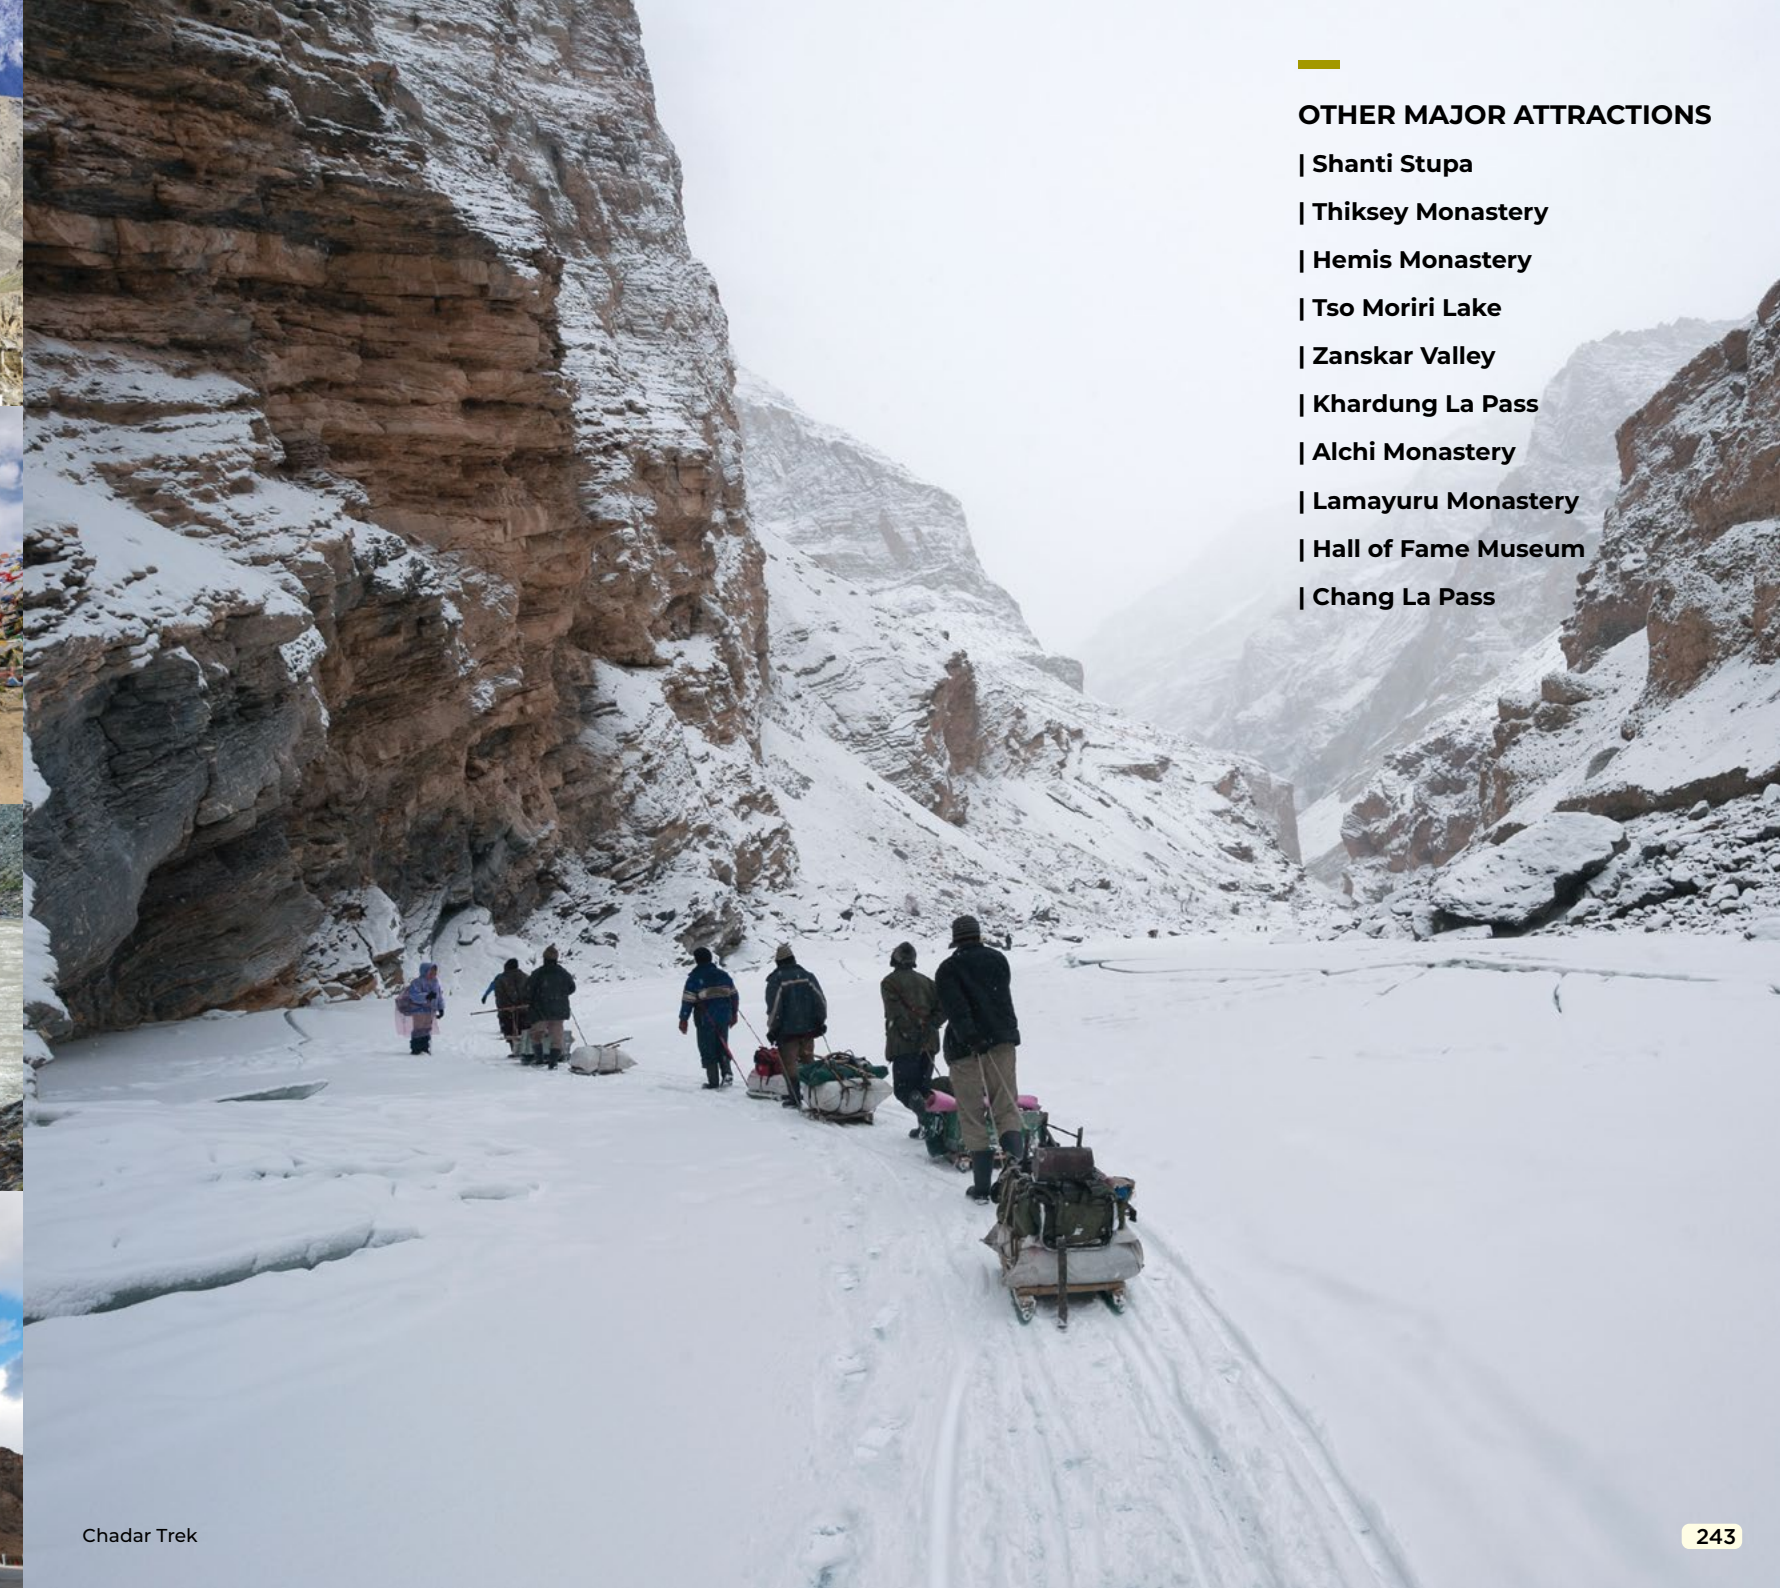 OTHER MAJOR ATTRACTIONS
| Shanti Stupa
| Thiksey Monastery
| Hemis Monastery
| Tso Moriri Lake
| Zanskar Valley
| Khardung La Pass
| Alchi Monastery
| Lamayuru Monastery
| Hall of Fame Museum
| Chang La Pass
Chadar Trek
243